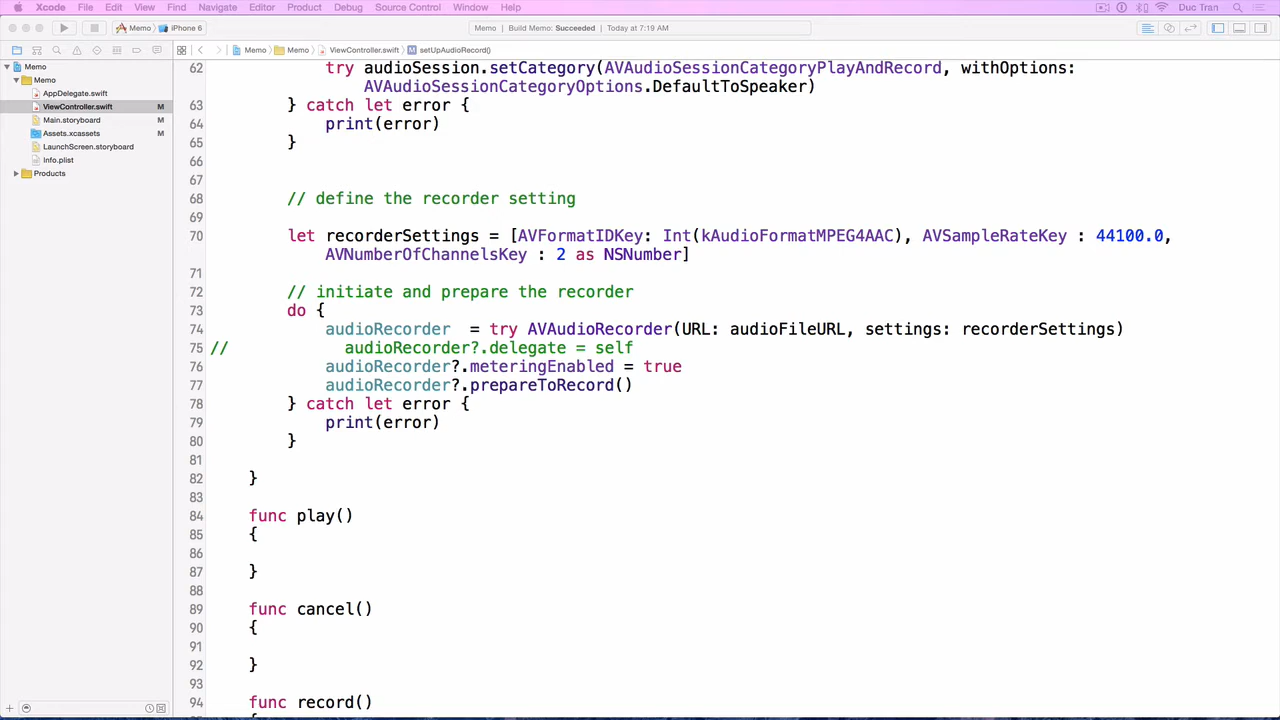 Xcode File Edit View Find Navigate Editor Product Debug Source Control Window Help Duc Tran
Memo iPhone 6 Memo Build Memo: Succeeded Today at 7:19 AM
Memo Memo ViewController.swift M setUpAudioRecord()
Memo
Memo
AppDelegate.swift
ViewController.swift M
Main.storyboard M
Assets.xcassets M
LaunchScreen.storyboard
Info.plist
Products
62 try audioSession.setCategory(AVAudioSessionCategoryPlayAndRecord, withOptions:
AVAudioSessionCategoryOptions.DefaultToSpeaker)
63 } catch let error {
64 print(error)
65 }
66
67
68 // define the recorder setting
69
70 let recorderSettings = [AVFormatIDKey: Int(kAudioFormatMPEG4AAC), AVSampleRateKey : 44100.0,
AVNumberOfChannelsKey : 2 as NSNumber]
71
72 // initiate and prepare the recorder
73 do {
74 audioRecorder = try AVAudioRecorder(URL: audioFileURL, settings: recorderSettings)
75 // audioRecorder?.delegate = self
76 audioRecorder?.meteringEnabled = true
77 audioRecorder?.prepareToRecord()
78 } catch let error {
79 print(error)
80 }
81
82 }
83
84 func play()
85 {
86
87 }
88
89 func cancel()
90 {
91
92 }
93
94 func record()